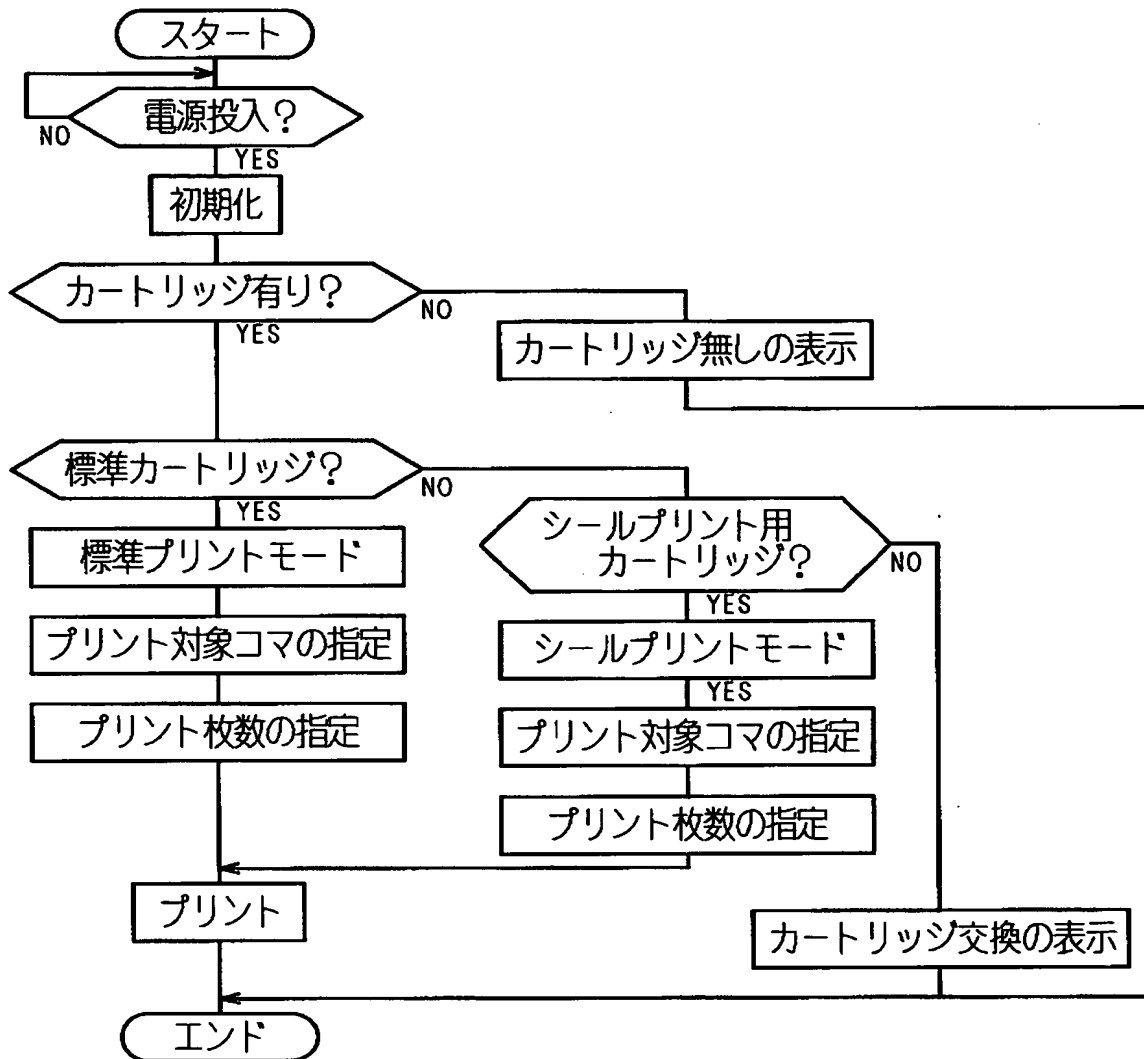 スタート
電源投入?
NO
YES
初期化
カートリッジ有り?
NO
YES
カートリッジ無しの表示
標準カートリッジ?
NO
YES
標準プリントモード
シールプリント用
カートリッジ?
NO
YES
プリント対象コマの指定
シールプリントモード
YES
プリント枚数の指定
プリント対象コマの指定
プリント枚数の指定
プリント
カートリッジ交換の表示
エンド